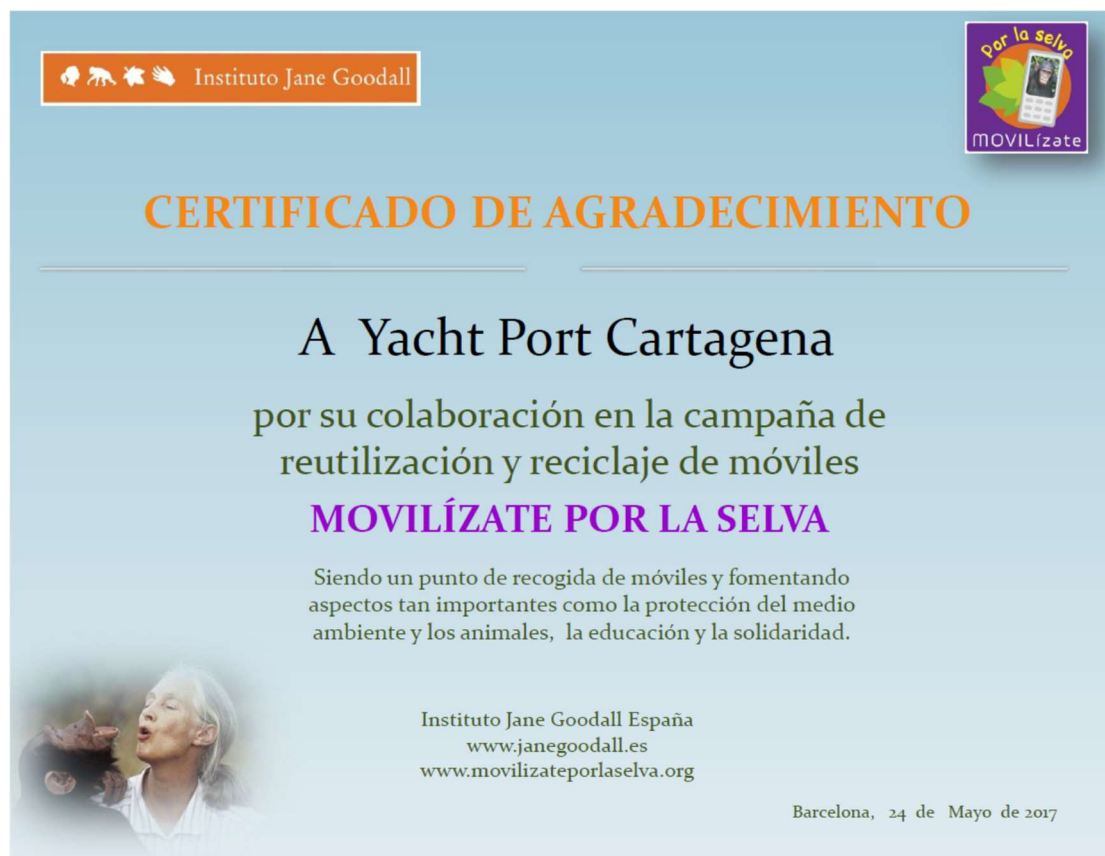 Instituto Jane Goodall
Por la selva
MOVILízate
CERTIFICADO DE AGRADECIMIENTO
A Yacht Port Cartagena
por su colaboración en la campaña de
reutilización y reciclaje de móviles
MOVILÍZATE POR LA SELVA
Siendo un punto de recogida de móviles y fomentando
aspectos tan importantes como la protección del medio
ambiente y los animales, la educación y la solidaridad.
Instituto Jane Goodall España
www.janegoodall.es
www.movilizateporlaselva.org
Barcelona, 24 de Mayo de 2017